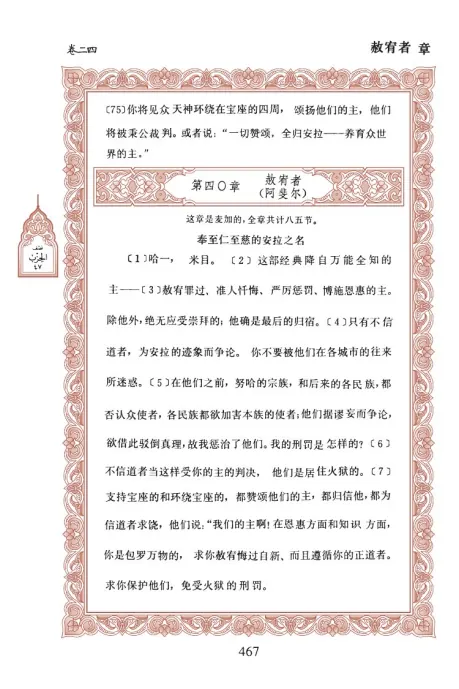 卷二四
赦宥者 章
(75)你将见众天神环绕在宝座的四周，颂扬他们的主，他们
将被秉公裁判。或者说：“一切赞颂，全归安拉——养育众世
界的主。”
第四〇章 赦宥者
(阿斐尔)
这章是麦加的，全章共计八五节。
奉至仁至慈的安拉之名
(1)哈一，米目。(2)这部经典降自万能全知的
主——(3)赦宥罪过、准人忏悔、严厉惩罚、博施恩惠的主。
除他外，绝无应受崇拜的；他确是最后的归宿。(4)只有不信
道者，为安拉的迹象而争论。你不要被他们在各城市的往来
所迷惑。(5)在他们之前，努哈的宗族，和后来的各民族，都
否认众使者，各民族都欲加害本族的使者；他们据谬妄而争论，
欲借此驳倒真理，故我惩治了他们。我的刑罚是怎样的？(6)
不信道者当这样受你的主的判决，他们是居住火狱的。(7)
支持宝座的和环绕宝座的，都赞颂他们的主，都归信他，都为
信道者求饶，他们说：“我们的主啊！在恩惠方面和知识方面，
你是包罗万物的，求你赦宥悔过自新、而且遵循你的正道者。
求你保护他们，免受火狱的刑罚。
الحزب
٤٧
467